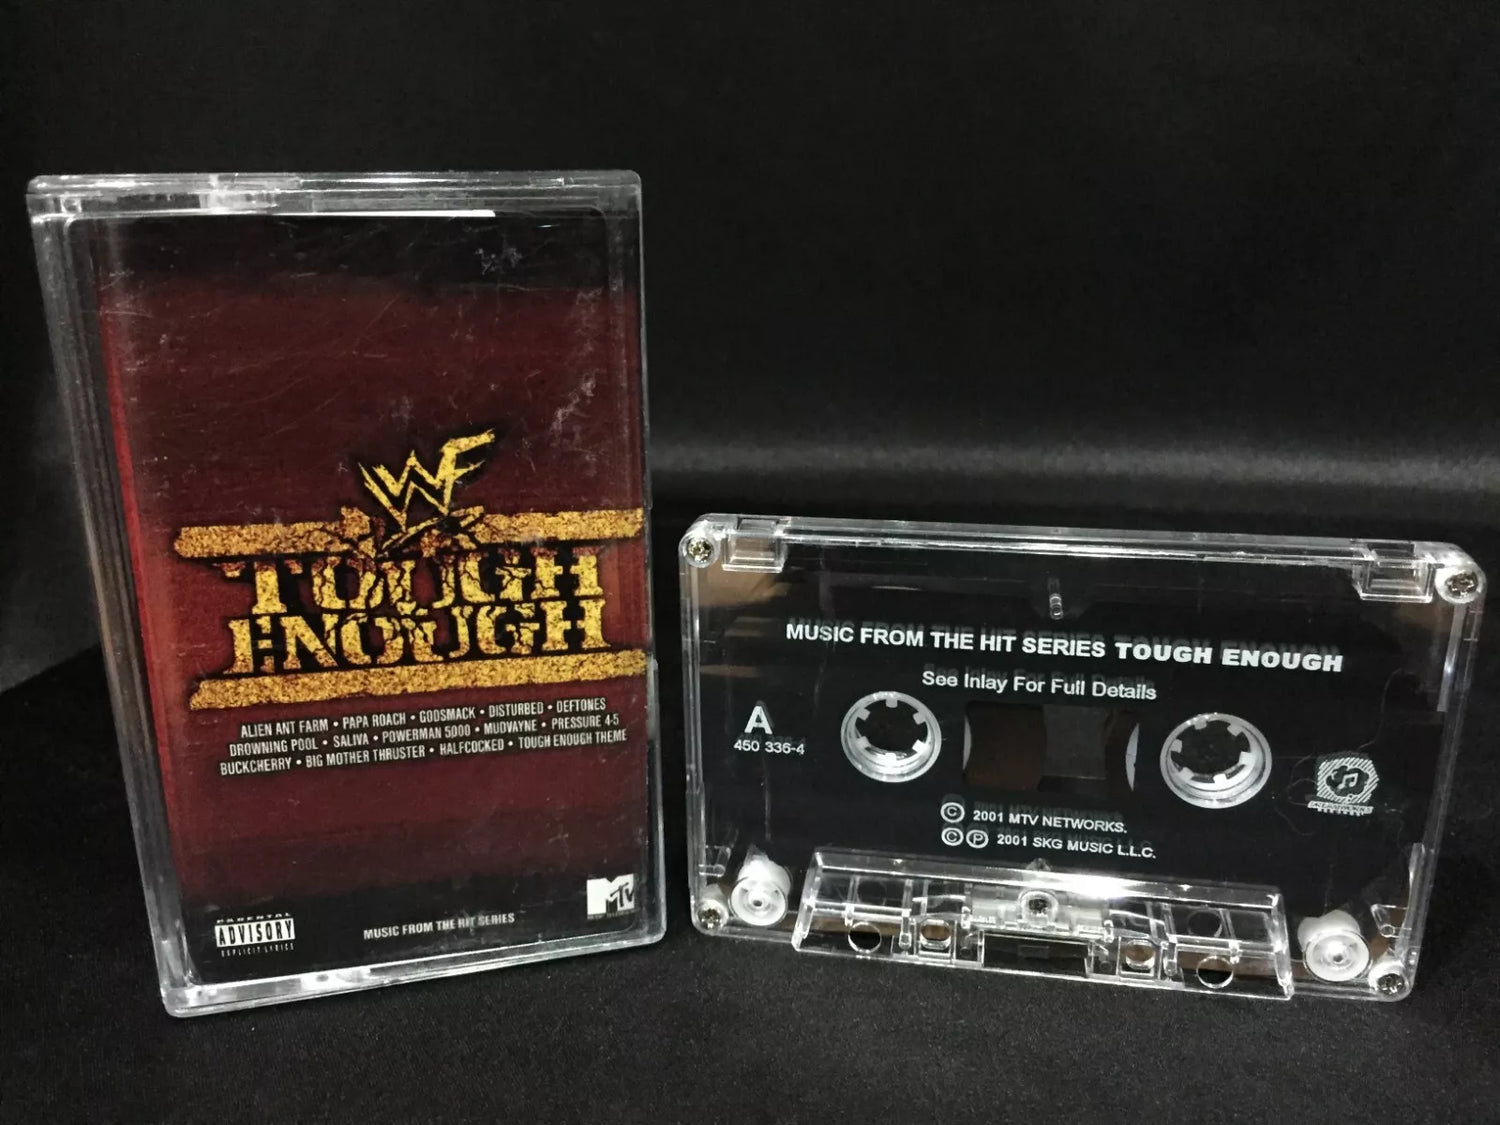 WF
TOUGH
ENOUGH
ALIEN ANT FARM • PAPA ROACH • GODSMACK • DISTURBED • DEFTONES
DROWNING POOL • SALIVA • POWERMAN 5000 • MUDVAYNE • PRESSURE 4-5
BUCKCHERRY • BIG MOTHER THRUSTER • HALFCOCKED • TOUGH ENOUGH THEME
PARENTAL
ADVISORY
EXPLICIT LYRICS
MUSIC FROM THE HIT SERIES
MTV
MUSIC FROM THE HIT SERIES TOUGH ENOUGH
See Inlay For Full Details
A
450 336-4
© 2001 MTV NETWORKS.
© ℗ 2001 SKG MUSIC L.L.C.